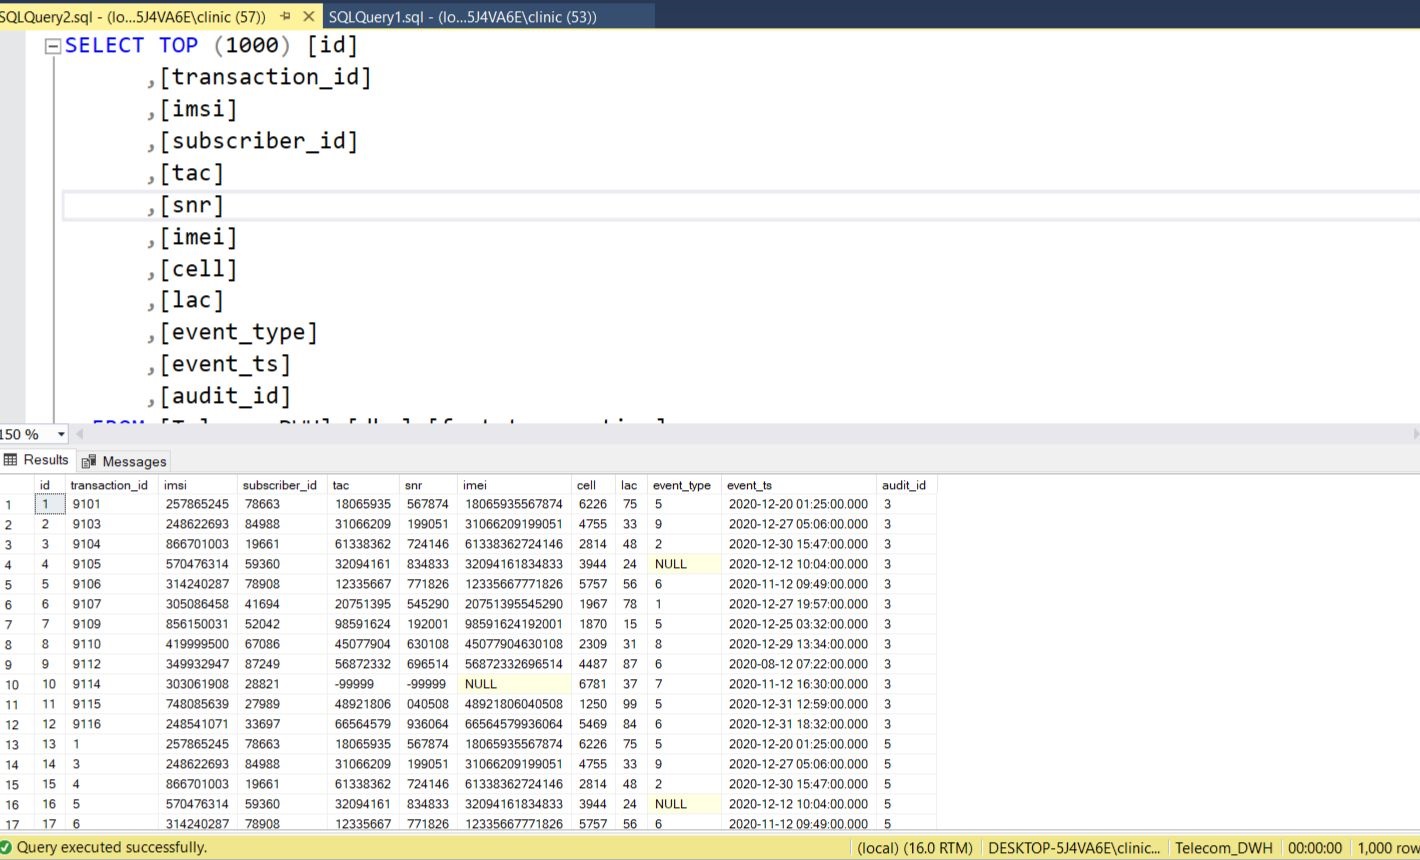 SQLQuery2.sql - (lo...5J4VA6E\clinic (57)) SQLQuery1.sql - (lo...5J4VA6E\clinic (53))
SELECT TOP (1000) [id]
,[transaction_id]
,[imsi]
,[subscriber_id]
,[tac]
,[snr]
,[imei]
,[cell]
,[lac]
,[event_type]
,[event_ts]
,[audit_id]
150 %
Results Messages
id transaction_id imsi subscriber_id tac snr imei cell lac event_type event_ts audit_id
1 1 9101 257865245 78663 18065935 567874 18065935567874 6226 75 5 2020-12-20 01:25:00.000 3
2 2 9103 248622693 84988 31066209 199051 31066209199051 4755 33 9 2020-12-27 05:06:00.000 3
3 3 9104 866701003 19661 61338362 724146 61338362724146 2814 48 2 2020-12-30 15:47:00.000 3
4 4 9105 570476314 59360 32094161 834833 32094161834833 3944 24 NULL 2020-12-12 10:04:00.000 3
5 5 9106 314240287 78908 12335667 771826 12335667771826 5757 56 6 2020-11-12 09:49:00.000 3
6 6 9107 305086458 41694 20751395 545290 20751395545290 1967 78 1 2020-12-27 19:57:00.000 3
7 7 9109 856150031 52042 98591624 192001 98591624192001 1870 15 5 2020-12-25 03:32:00.000 3
8 8 9110 419999500 67086 45077904 630108 45077904630108 2309 31 8 2020-12-29 13:34:00.000 3
9 9 9112 349932947 87249 56872332 696514 56872332696514 4487 87 6 2020-08-12 07:22:00.000 3
10 10 9114 303061908 28821 -99999 -99999 NULL 6781 37 7 2020-11-12 16:30:00.000 3
11 11 9115 748085639 27989 48921806 040508 48921806040508 1250 99 5 2020-12-31 12:59:00.000 3
12 12 9116 248541071 33697 66564579 936064 66564579936064 5469 84 6 2020-12-31 18:32:00.000 3
13 13 1 257865245 78663 18065935 567874 18065935567874 6226 75 5 2020-12-20 01:25:00.000 5
14 14 3 248622693 84988 31066209 199051 31066209199051 4755 33 9 2020-12-27 05:06:00.000 5
15 15 4 866701003 19661 61338362 724146 61338362724146 2814 48 2 2020-12-30 15:47:00.000 5
16 16 5 570476314 59360 32094161 834833 32094161834833 3944 24 NULL 2020-12-12 10:04:00.000 5
17 17 6 314240287 78908 12335667 771826 12335667771826 5757 56 6 2020-11-12 09:49:00.000 5
Query executed successfully. (local) (16.0 RTM) DESKTOP-5J4VA6E\clinic... Telecom_DWH 00:00:00 1,000 row